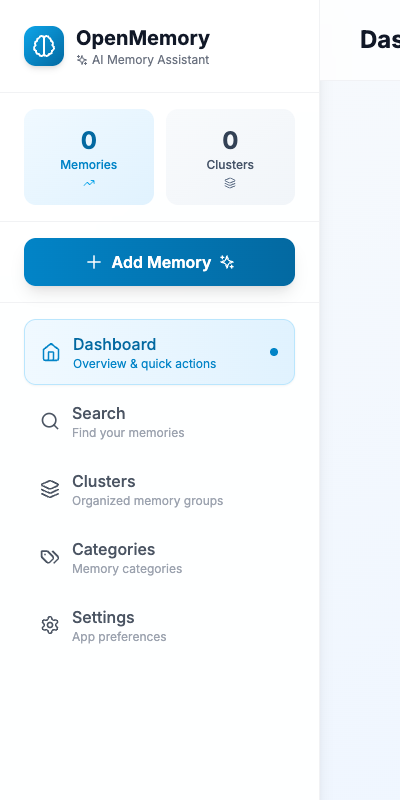 OpenMemory
AI Memory Assistant
0
Memories
0
Clusters
Add Memory
Dashboard
Overview & quick actions
Search
Find your memories
Clusters
Organized memory groups
Categories
Memory categories
Settings
App preferences
Das